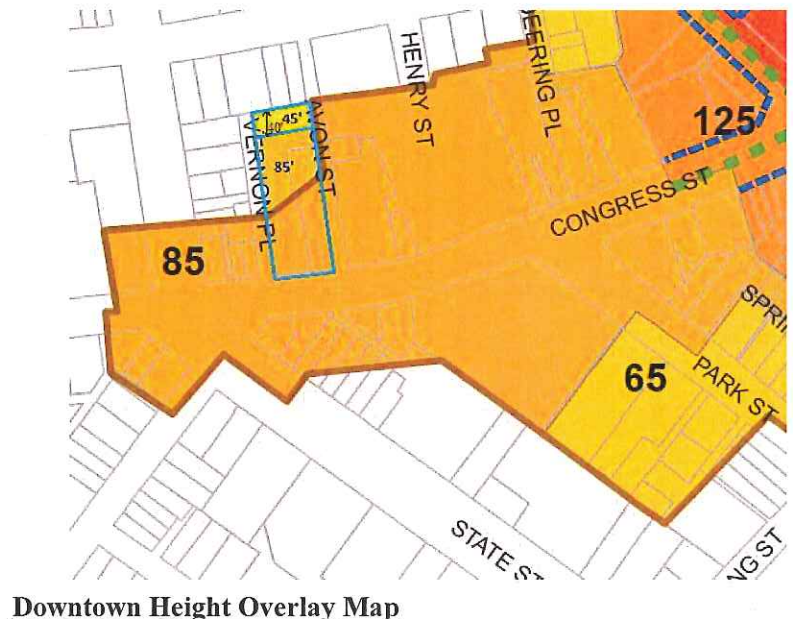 DEERING PL
HENRY ST
AVON ST
45'
40'
VERNON PL
85'
125
CONGRESS ST
85
SPRI
65
PARK ST
STATE ST
NG ST
Downtown Height Overlay Map